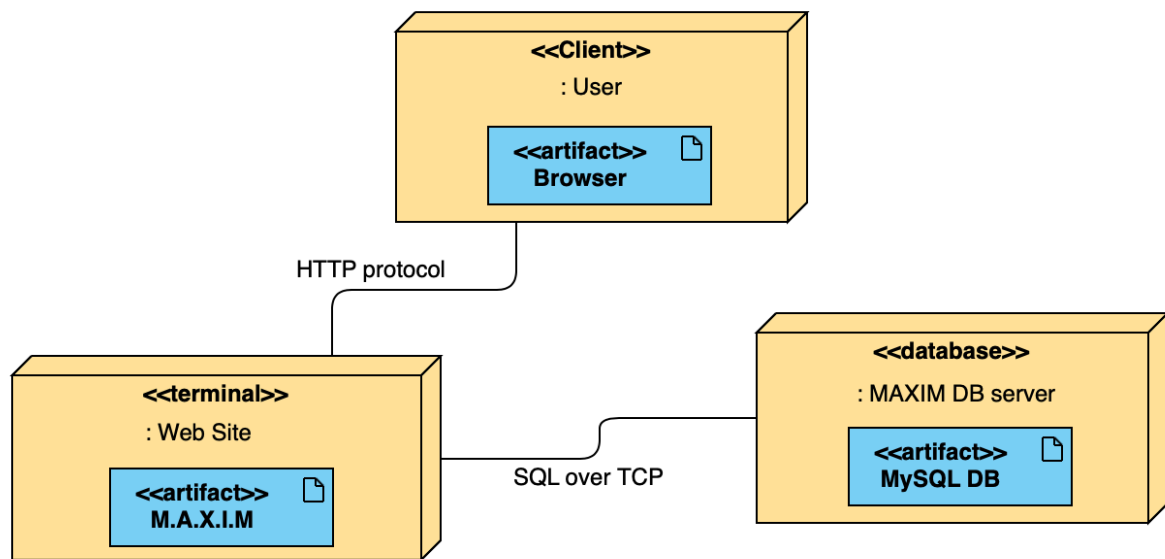 <<Client>>
: User
<<artifact>>
Browser
HTTP protocol
<<terminal>>
: Web Site
<<artifact>>
M.A.X.I.M
SQL over TCP
<<database>>
: MAXIM DB server
<<artifact>>
MySQL DB